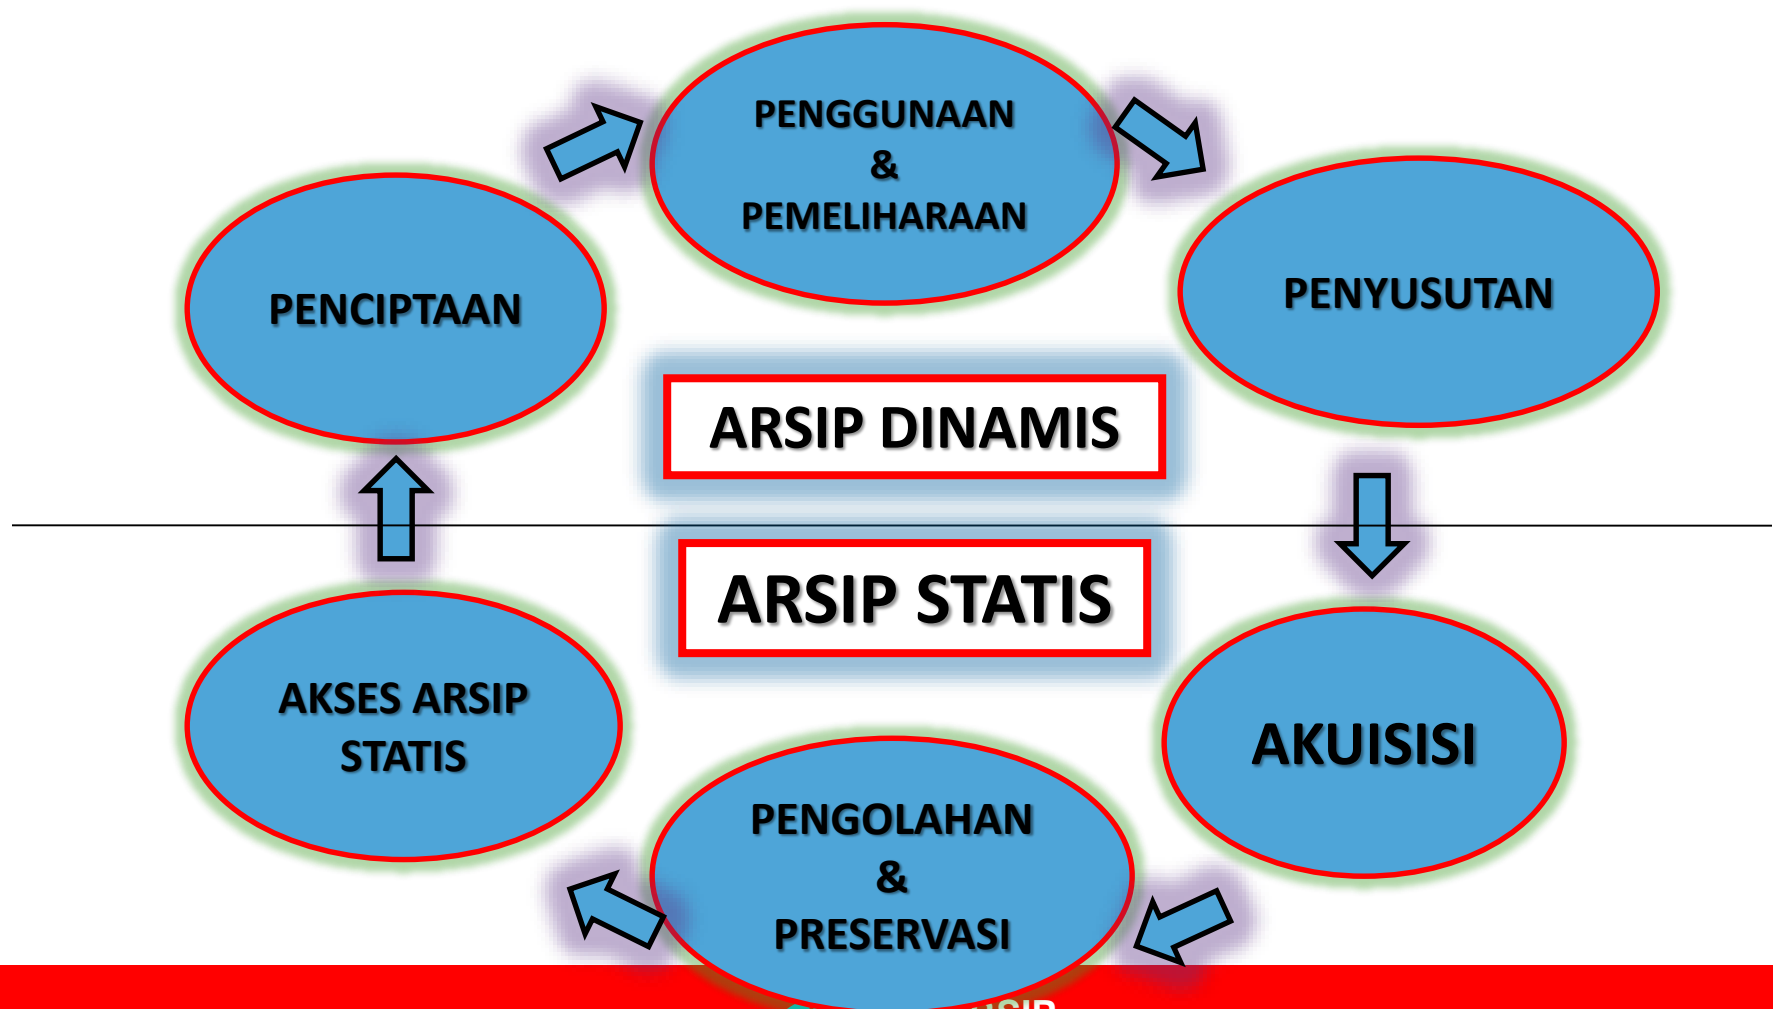 PENGGUNAAN
&
PEMELIHARAAN
PENCIPTAAN
PENYUSUTAN
ARSIP DINAMIS
ARSIP STATIS
AKSES ARSIP
STATIS
AKUISISI
PENGOLAHAN
&
PRESERVASI